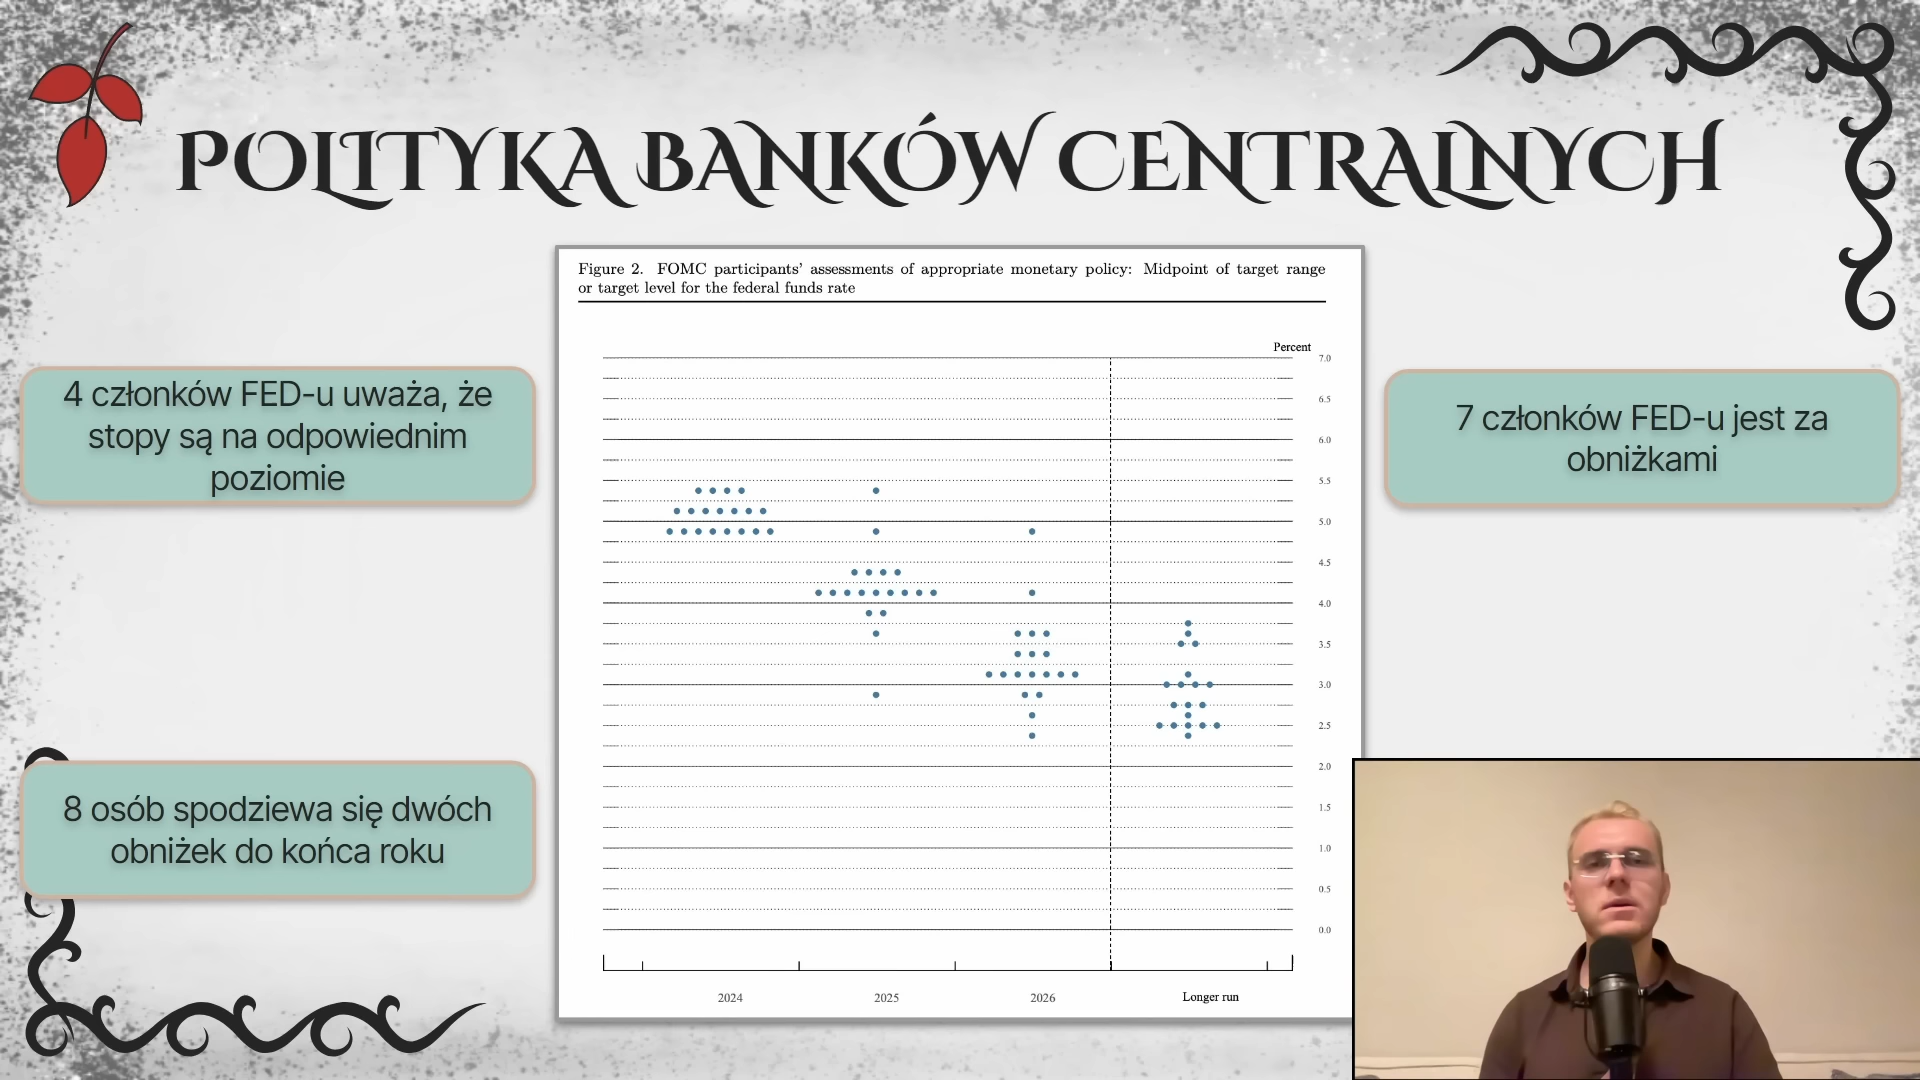 POLITYKA BANKÓW CENTRALNYCH
Figure 2. FOMC participants' assessments of appropriate monetary policy: Midpoint of target range
or target level for the federal funds rate
4 członków FED-u uważa, że
stopy są na odpowiednim
poziomie
8 osób spodziewa się dwóch
obniżek do końca roku
Percent
7.0
6.5
6.0
5.5
5.0
4.5
4.0
3.5
3.0
2.5
2.0
1.5
1.0
0.5
0.0
2024
2025
2026
Longer run
7 członków FED-u jest za
obniżkami